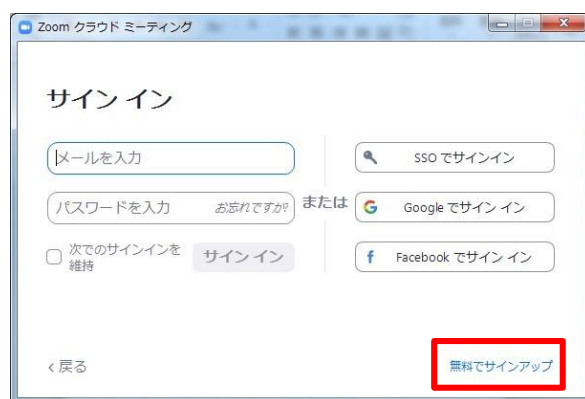 Zoom クラウド ミーティング
サイン イン
メールを入力
パスワードを入力 お忘れですか?
次でのサインインを
維持
サイン イン
または
SSO でサインイン
Google でサイン イン
Facebook でサイン イン
< 戻る
無料でサインアップ